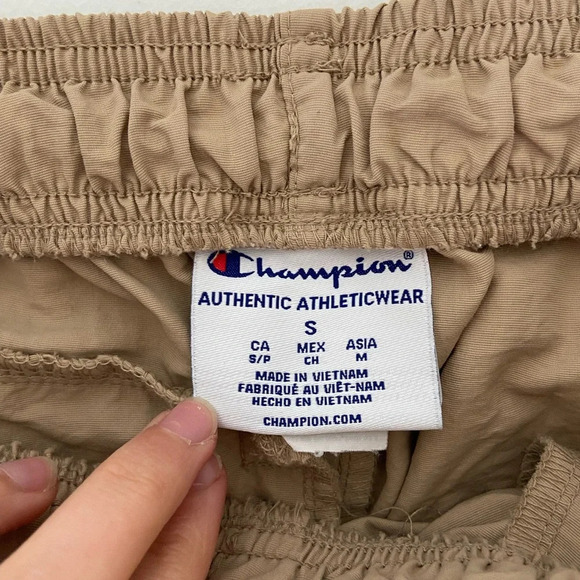 Champion®
AUTHENTIC ATHLETICWEAR
S
CA MEX ASIA
S/P CH M
MADE IN VIETNAM
FABRIQUÉ AU VIÊT-NAM
HECHO EN VIETNAM
CHAMPION.COM